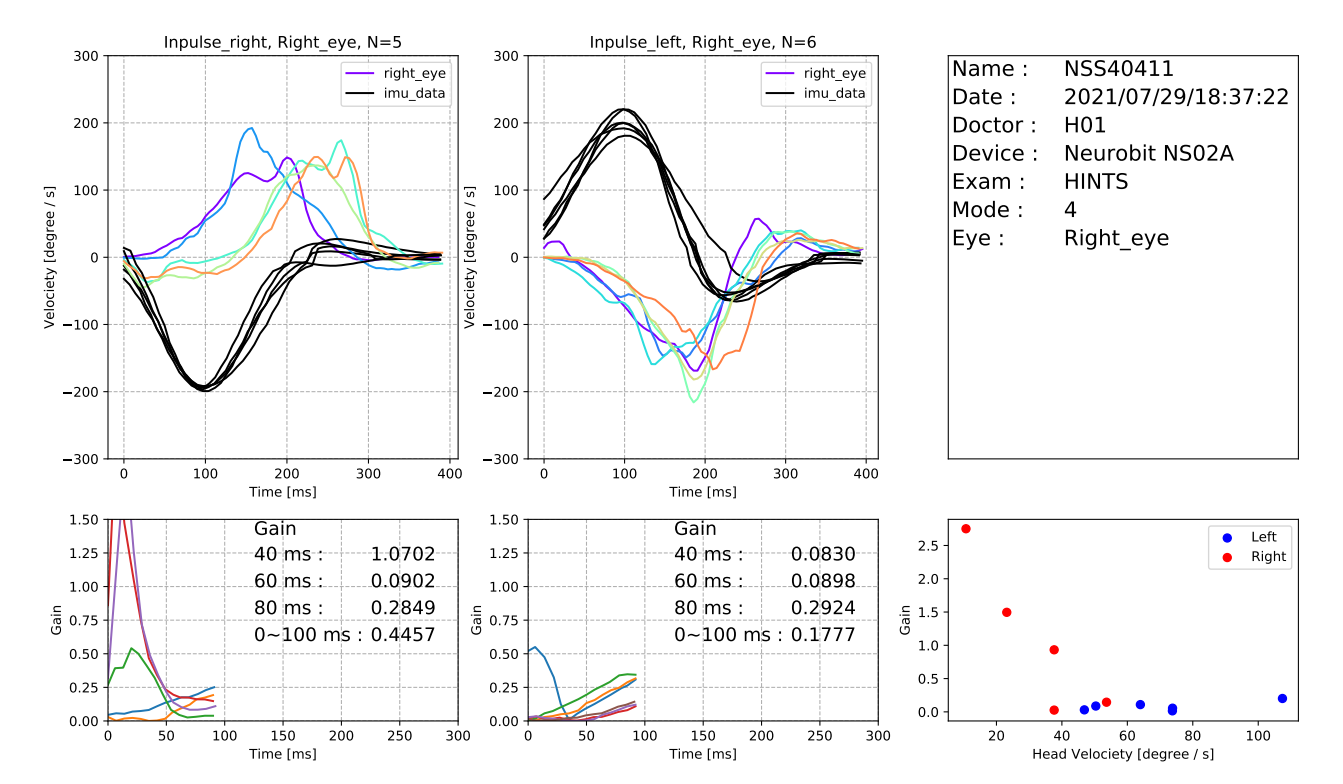 Inpulse_right, Right_eye, N=5
300
200
100
0
−100
−200
−300
Velociety [degree / s]
right_eye
imu_data
0 100 200 300 400
Time [ms]
Inpulse_left, Right_eye, N=6
300
200
100
0
−100
−200
−300
Velociety [degree / s]
right_eye
imu_data
0 100 200 300 400
Time [ms]
Name : NSS40411
Date : 2021/07/29/18:37:22
Doctor : H01
Device : Neurobit NS02A
Exam : HINTS
Mode : 4
Eye : Right_eye
1.50
1.25
1.00
0.75
0.50
0.25
0.00
Gain
Gain
40 ms : 1.0702
60 ms : 0.0902
80 ms : 0.2849
0~100 ms : 0.4457
0 50 100 150 200 250 300
Time [ms]
1.50
1.25
1.00
0.75
0.50
0.25
0.00
Gain
Gain
40 ms : 0.0830
60 ms : 0.0898
80 ms : 0.2924
0~100 ms : 0.1777
0 50 100 150 200 250 300
Time [ms]
2.5
2.0
1.5
1.0
0.5
0.0
Gain
Left
Right
20 40 60 80 100
Head Velociety [degree / s]